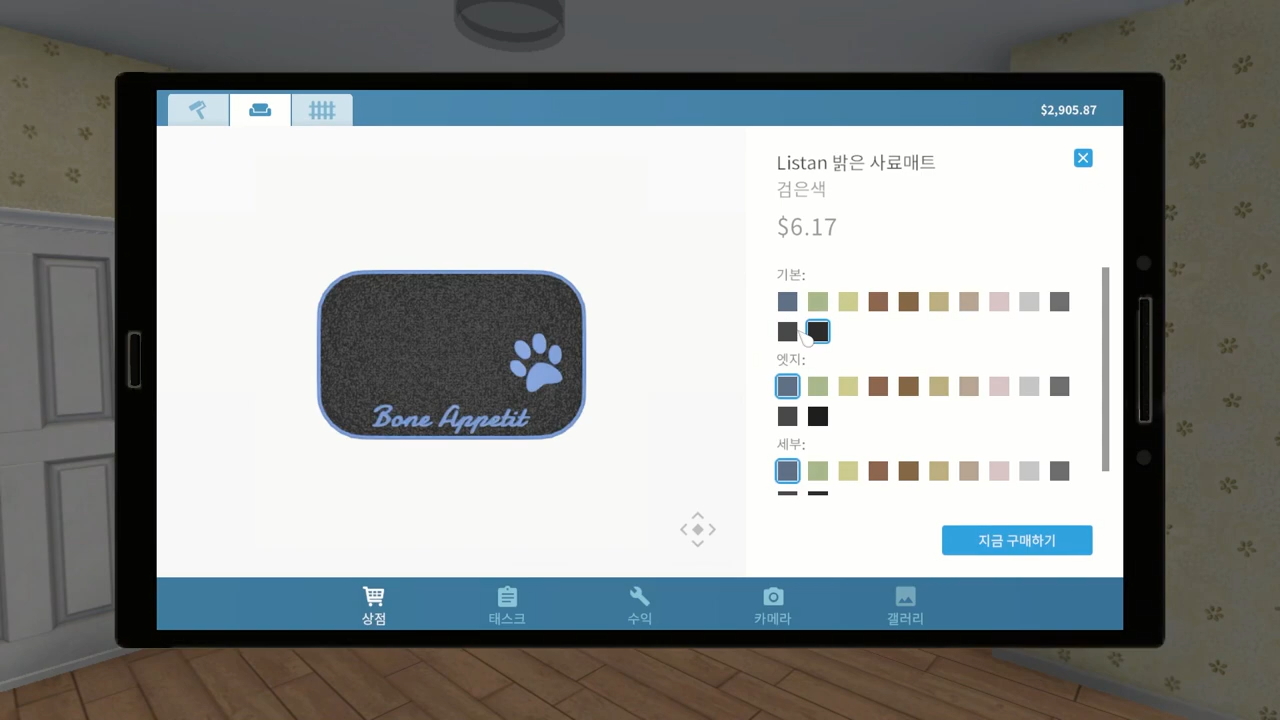 $2,905.87
Listan 밝은 사료매트
검은색
$6.17
기본:
엣지:
세부:
Bone Appetit
지금 구매하기
상점
태스크
수익
카메라
갤러리